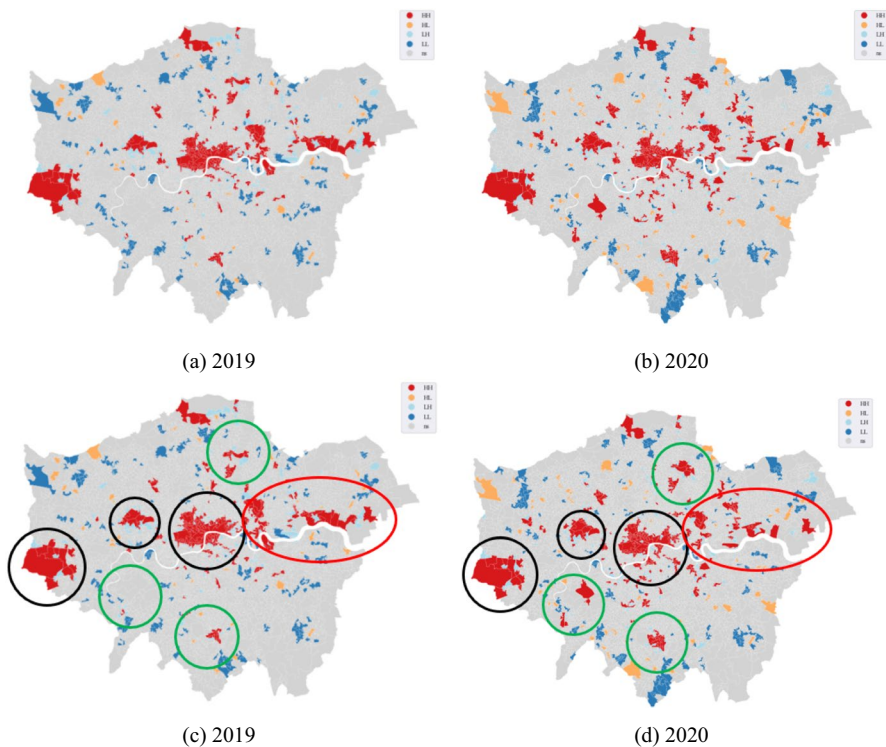 HH
HL
LH
LL
ns
HH
HL
LH
LL
ns
(a) 2019
(b) 2020
HH
HL
LH
LL
ns
HH
HL
LH
LL
ns
(c) 2019
(d) 2020